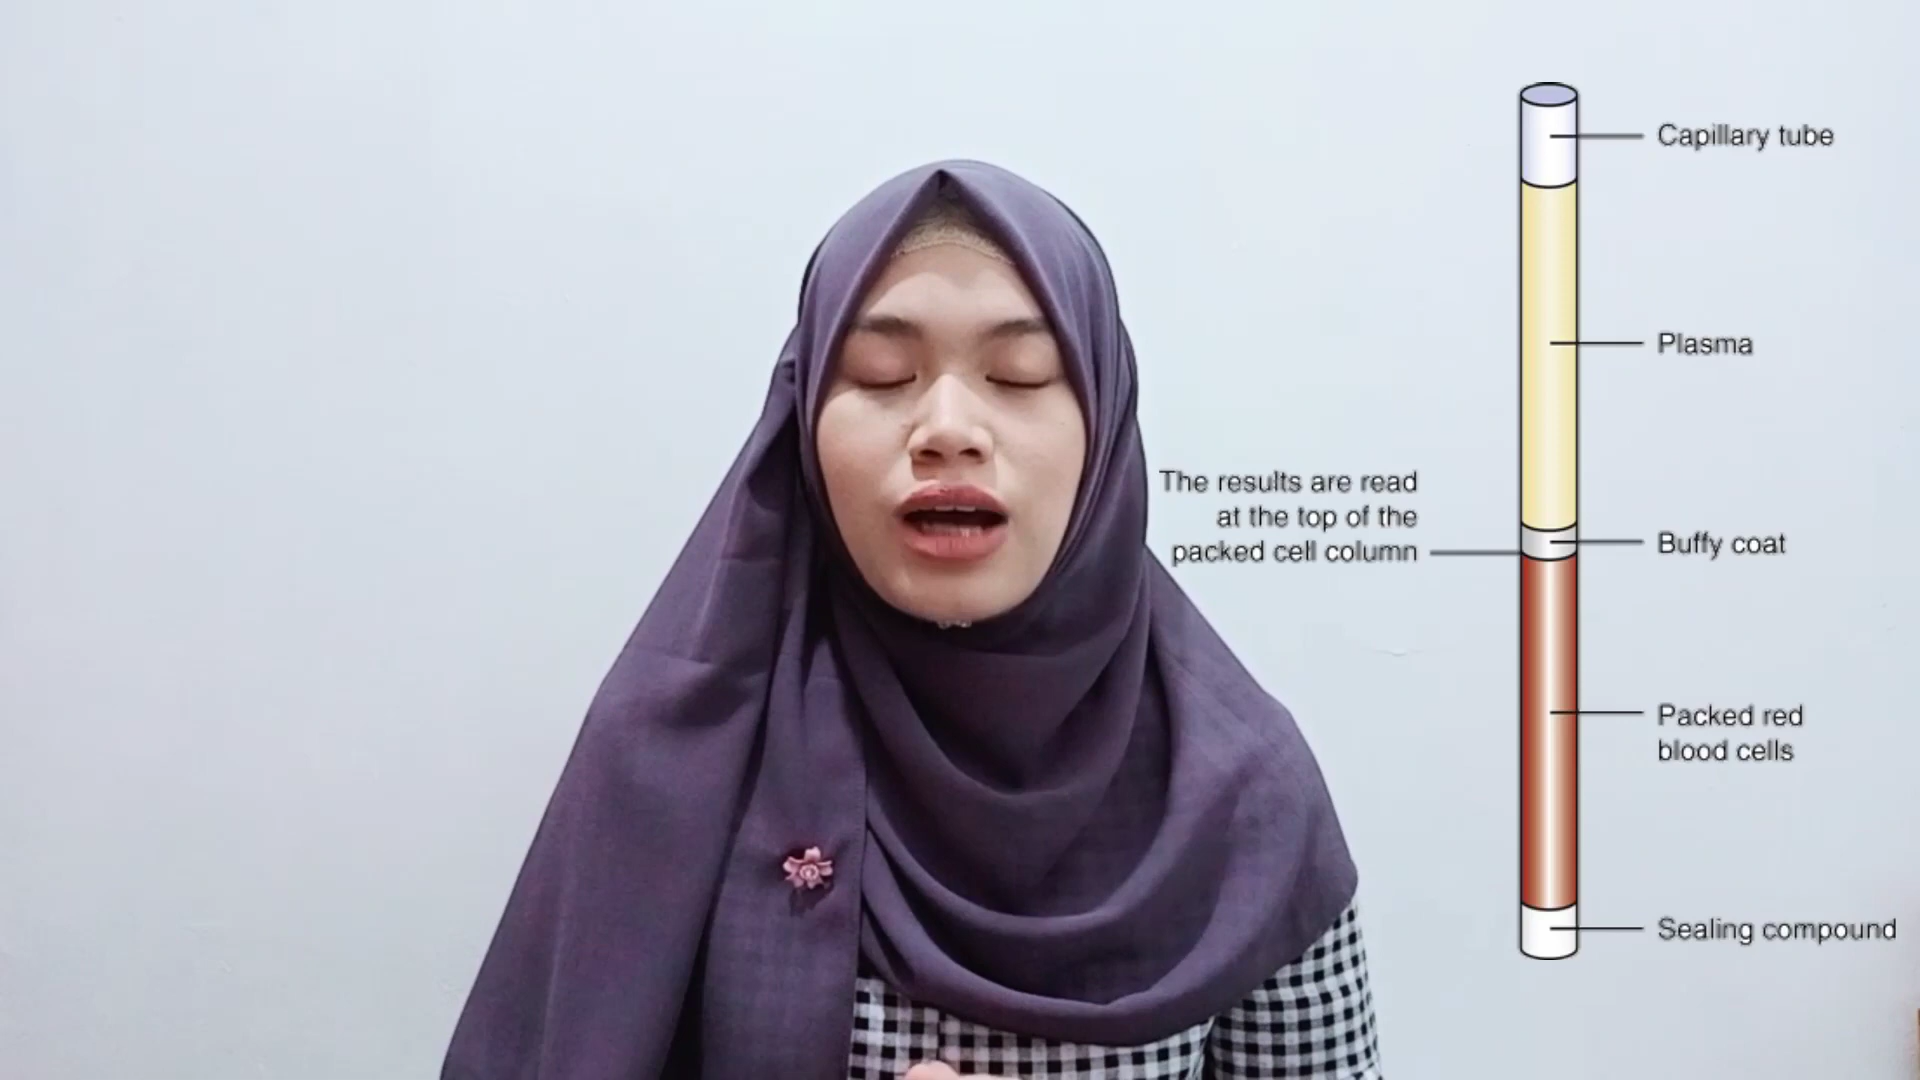 Capillary tube
Plasma
The results are read
at the top of the
packed cell column
Buffy coat
Packed red
blood cells
Sealing compound